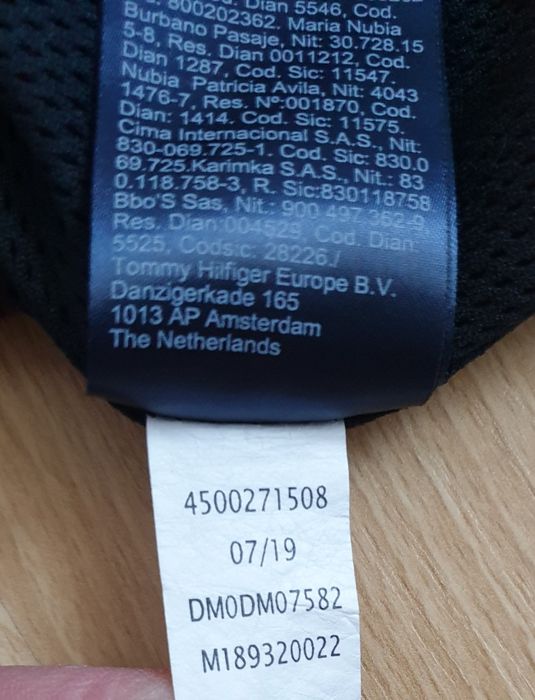 Dian 5546, Cod.
800202362. Maria Nubia
Burbano Pasaje, Nit: 30.728.15
5-8, Res. Dian 0011212, Cod.
Dian 1287, Cod. Sic: 11547.
Nubia Patricia Avila, Nit: 4043
1476-7, Res. Nº:001870, Cod.
Dian: 1414. Cod. Sic: 11575.
Cima Internacional S.A.S., Nit:
830-069.725-1. Cod. Sic: 830.0
69.725.Karimka S.A.S., Nit.: 83
0.118.758-3, R. Sic:830118758
Bbo'S Sas, Nit.: 900 497 362-9
Res. Dian:004529, Cod. Dian:
5525. Cods:c. 28226./
Tommy Hilfiger Europe B.V.
Danzigerkade 165
1013 AP Amsterdam
The Netherlands
4500271508
07/19
DM0DM07582
M189320022